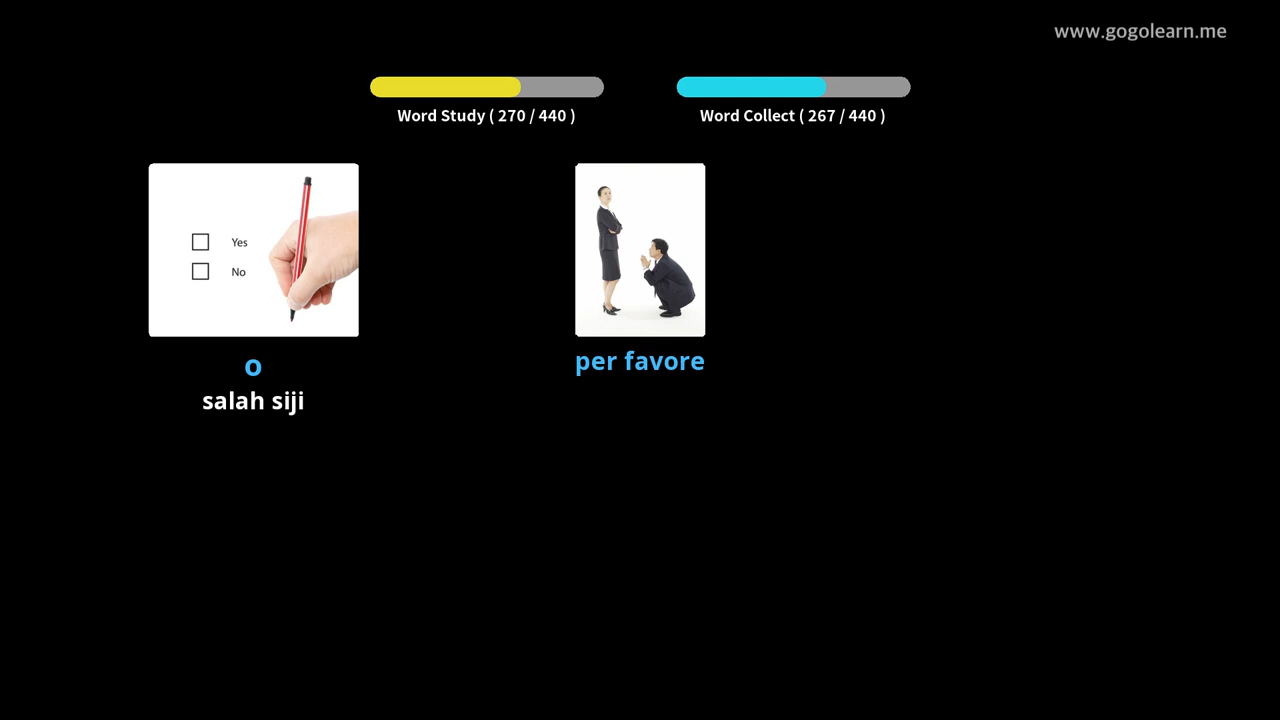 www.gogolearn.me
Word Study ( 270 / 440 )
Word Collect ( 267 / 440 )
Yes
No
o
salah siji
per favore